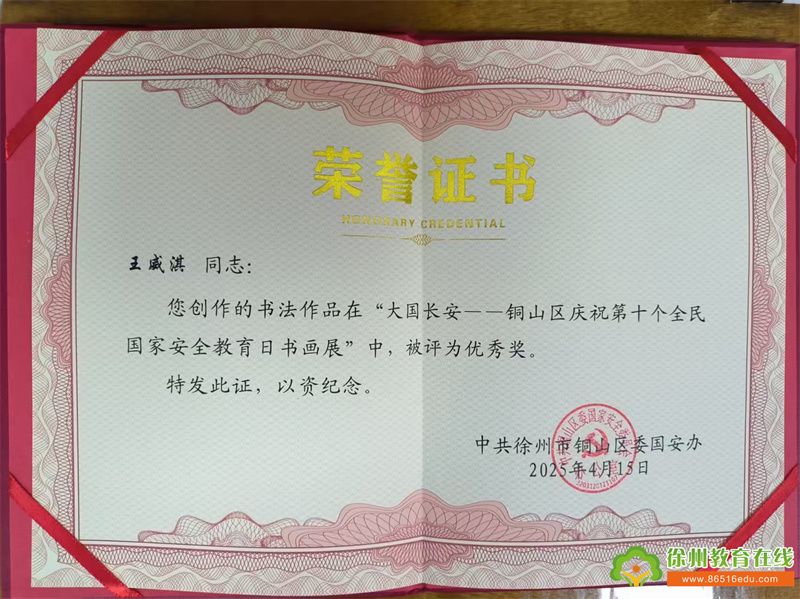 荣誉证书
HONORARY CREDENTIAL
王威淇 同志:
您创作的书法作品在“大国长安——铜山区庆祝第十个全民
国家安全教育日书画展”中，被评为优秀奖。
特发此证，以资纪念。
中共徐州市铜山区委国安办
2025年4月15日
徐州教育在线
www.86516edu.com